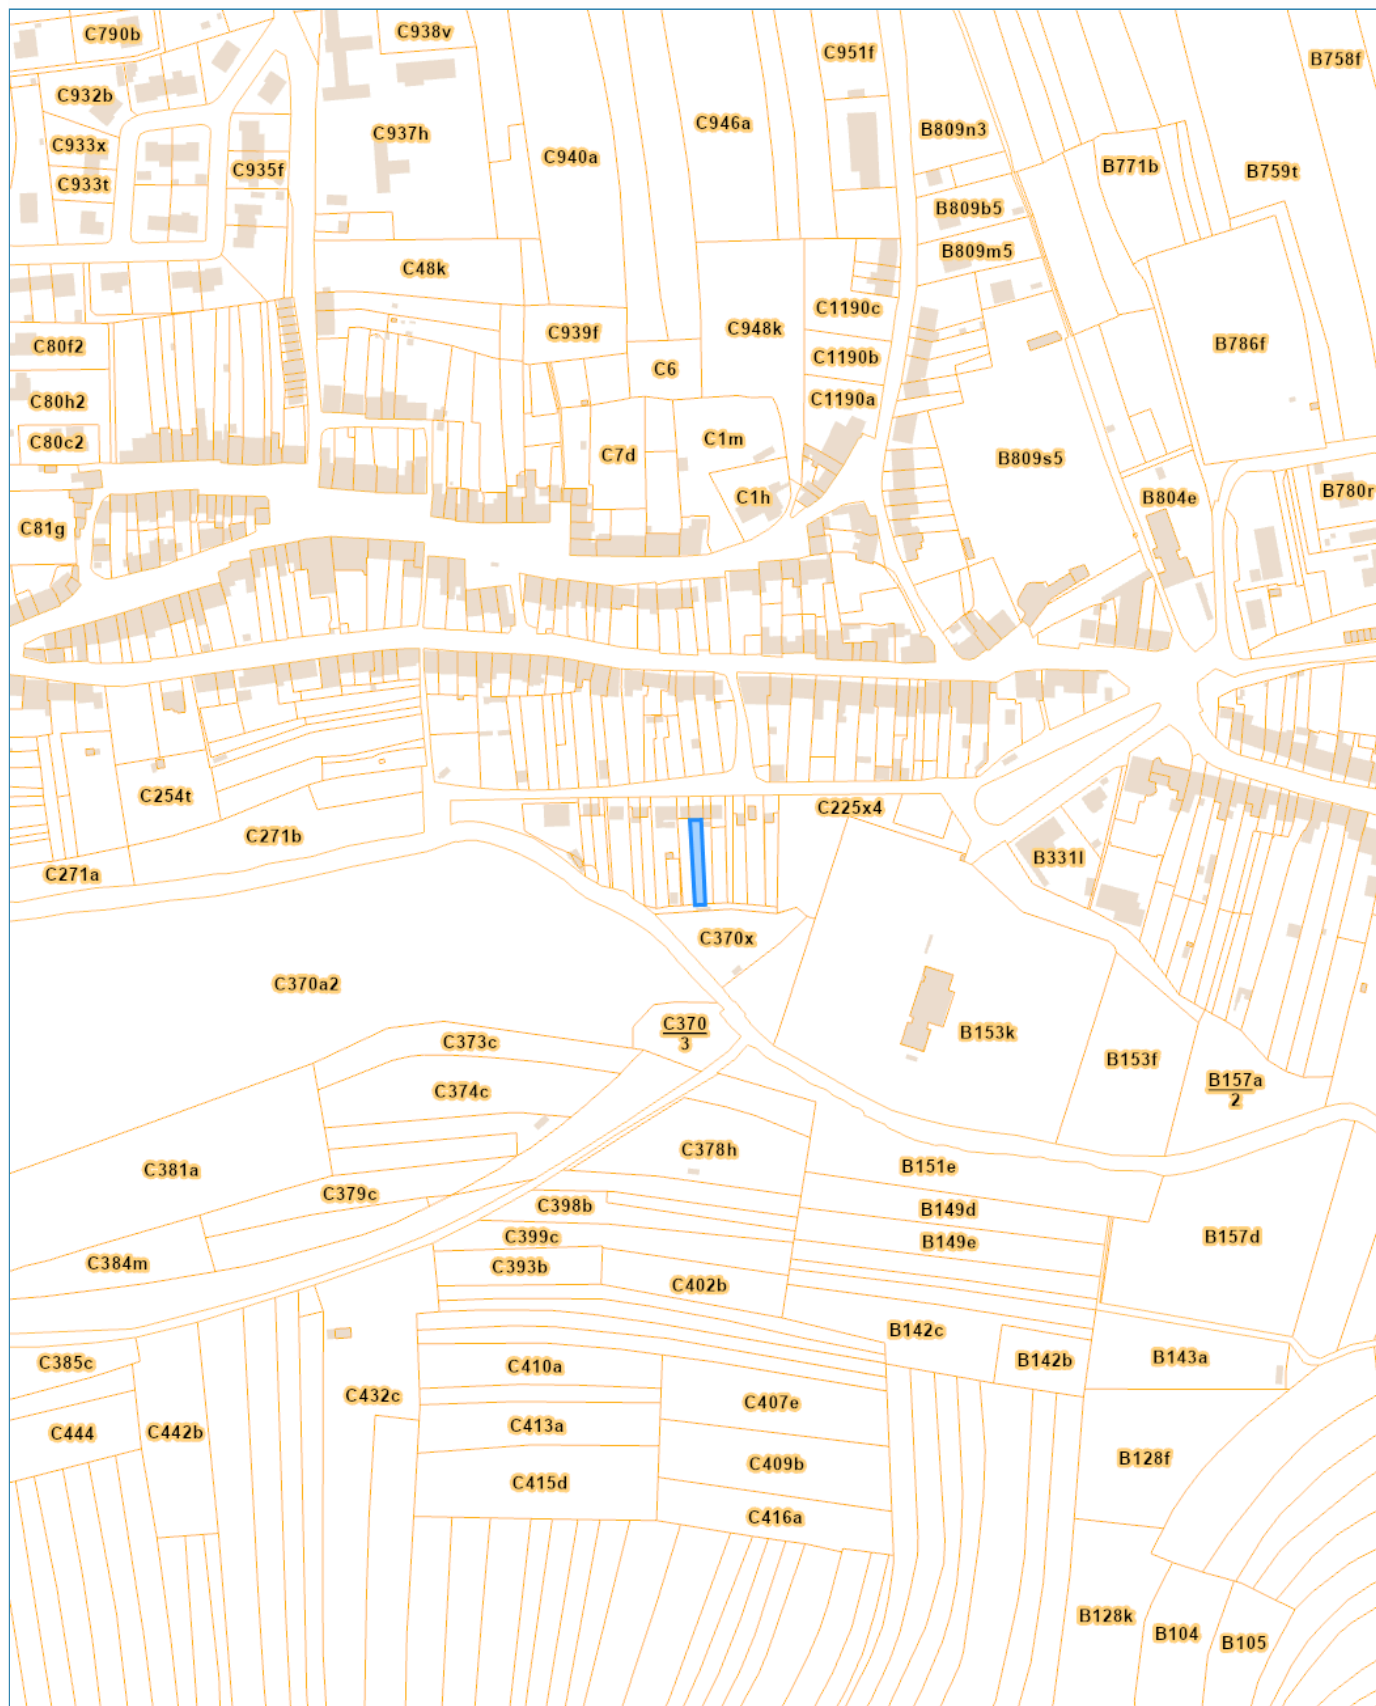 C790b
C938v
C951f
B758f
C932b
C946a
C937h
B809n3
C933x
C940a
B771b
C935f
B759t
C933t
B809b5
B809m5
C48k
C1190c
C939f
C948k
C80f2
B786f
C1190b
C6
C80h2
C1190a
C80c2
C1m
C7d
B809s5
B780r
C1h
B804e
C81g
C254t
C225x4
C271b
B331l
C271a
C370x
C370a2
C370
3
B153k
C373c
B153f
B157a
2
C374c
C378h
B151e
C381a
C379c
C398b
B149d
C399c
B157d
B149e
C384m
C393b
C402b
B142c
B142b
B143a
C385c
C410a
C432c
C407e
C413a
C444
C442b
B128f
C409b
C415d
C416a
B128k
B104
B105